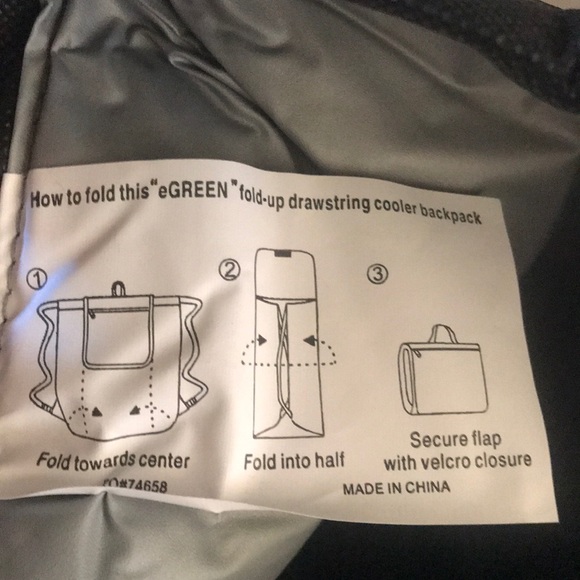 How to fold this "eGREEN" fold-up drawstring cooler backpack
① ② ③
Fold towards center
Fold into half
Secure flap
with velcro closure
#74658
MADE IN CHINA